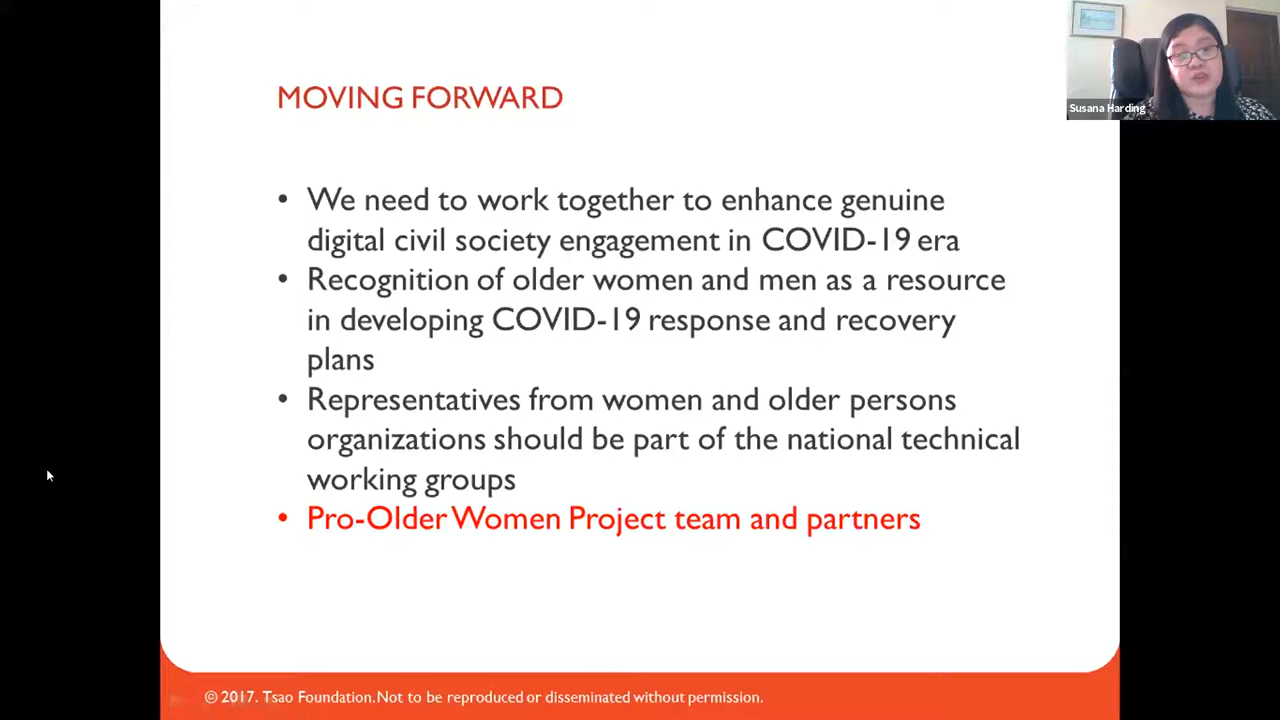 MOVING FORWARD
Susana Harding
• We need to work together to enhance genuine
digital civil society engagement in COVID-19 era
• Recognition of older women and men as a resource
in developing COVID-19 response and recovery
plans
• Representatives from women and older persons
organizations should be part of the national technical
working groups
• Pro-Older Women Project team and partners
© 2017. Tsao Foundation. Not to be reproduced or disseminated without permission.